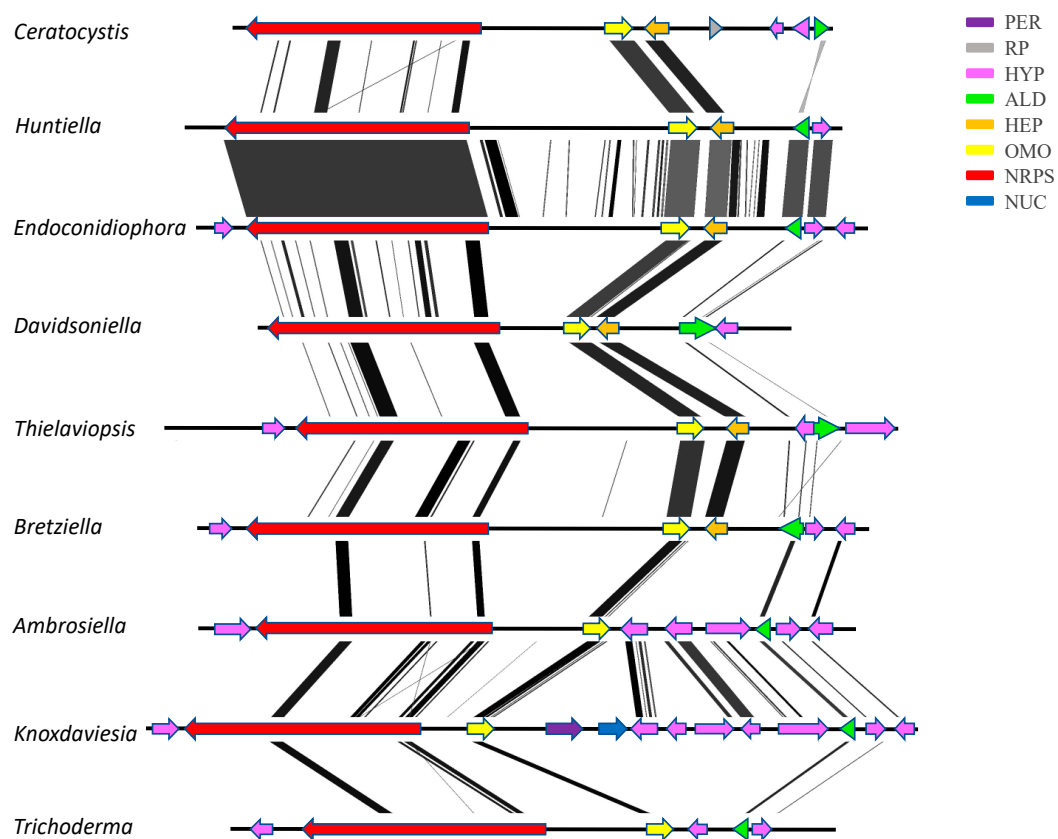 Ceratocystis
Huntiella
Endoconidiophora
Davidsoniella
Thielaviopsis
Bretziella
Ambrosiella
Knoxdaviesia
Trichoderma
PER
RP
HYP
ALD
HEP
OMO
NRPS
NUC